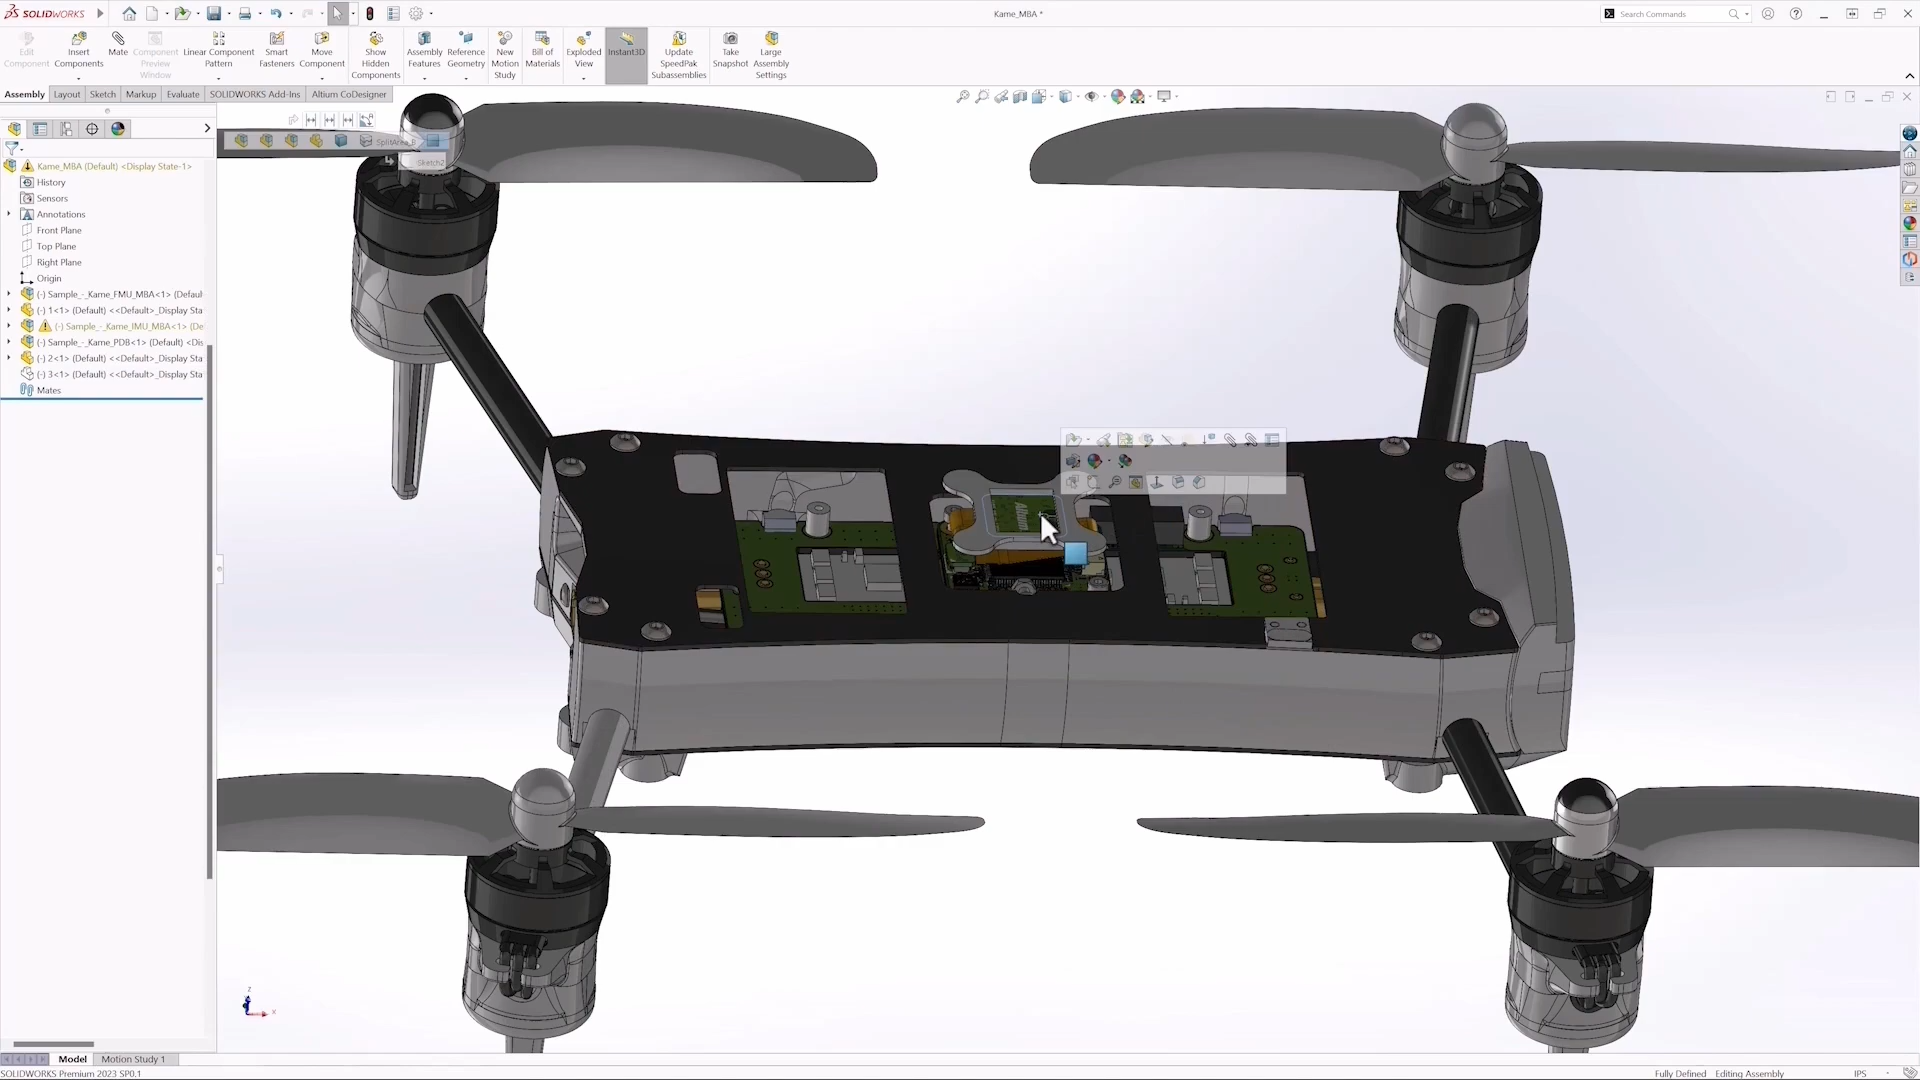 SOLIDWORKS
Kame_MBA *
Search Commands
Edit Component
Insert Components
Mate
Component Preview Window
Linear Component Pattern
Smart Fasteners
Move Component
Show Hidden Components
Assembly Features
Reference Geometry
New Motion Study
Bill of Materials
Exploded View
Instant3D
Update SpeedPak Subassemblies
Take Snapshot
Large Assembly Settings
Assembly
Layout
Sketch
Markup
Evaluate
SOLIDWORKS Add-Ins
Altium CoDesigner
SplitArea_B
Sketch2
Kame_MBA (Default) <Display State-1>
History
Sensors
Annotations
Front Plane
Top Plane
Right Plane
Origin
(-) Sample_-_Kame_FMU_MBA<1> (Defaul
(-) 1<1> (Default) <<Default>_Display Sta
(-) Sample_-_Kame_IMU_MBA<1> (De
(-) Sample_-_Kame_PDB<1> (Default) <Dis
(-) 2<1> (Default) <<Default>_Display Sta
(-) 3<1> (Default) <<Default>_Display Sta
Mates
Altium
Z
X
Model
Motion Study 1
SOLIDWORKS Premium 2023 SP0.1
Fully Defined
Editing Assembly
IPS